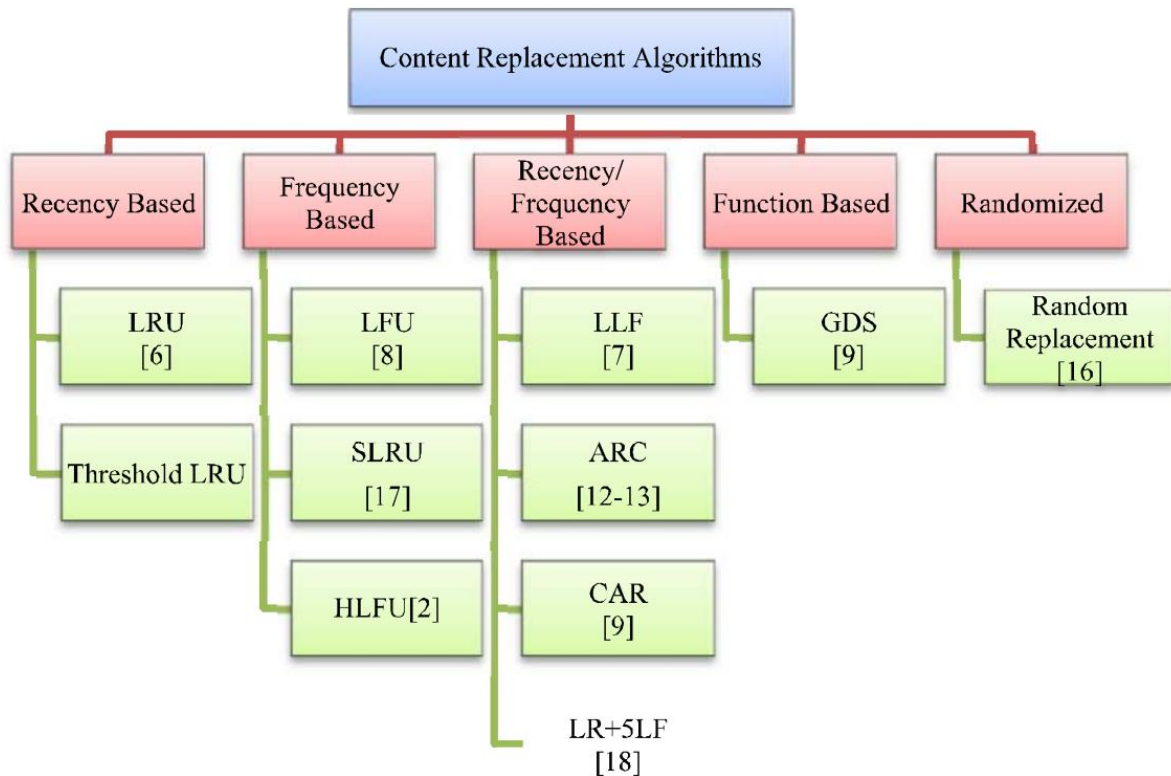 Content Replacement Algorithms
Recency Based
Frequency
Based
Recency/
Frequency
Based
Function Based
Randomized
LRU
[6]
Threshold LRU
LFU
[8]
SLRU
[17]
HLFU[2]
LLF
[7]
ARC
[12-13]
CAR
[9]
LR+5LF
[18]
GDS
[9]
Random
Replacement
[16]